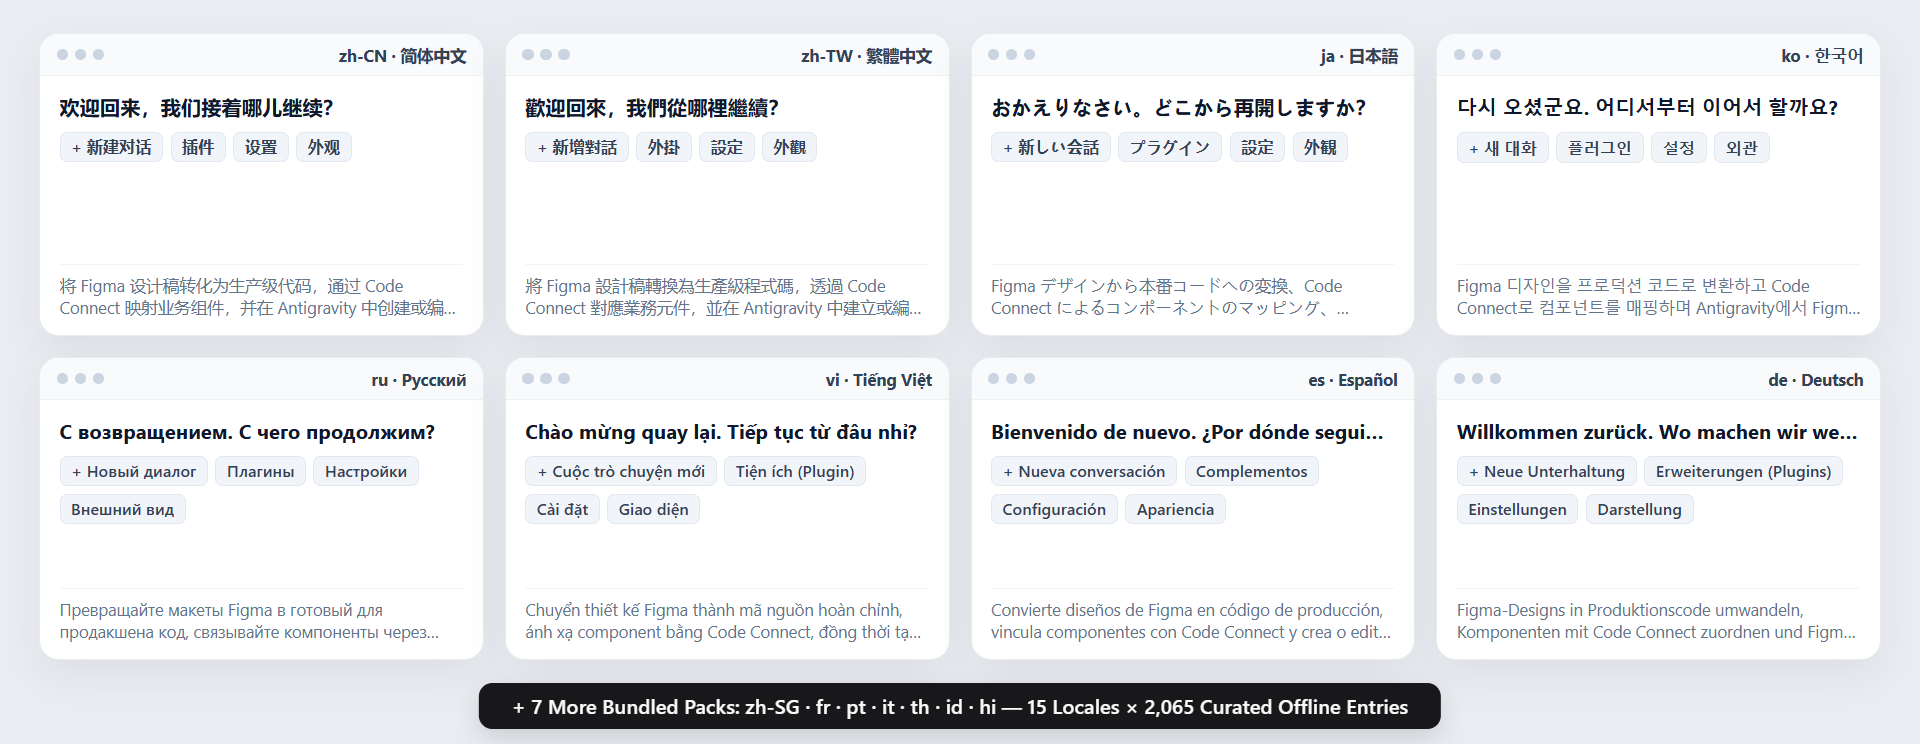 zh-CN · 简体中文
欢迎回来，我们接着哪儿继续？
+ 新建对话 插件 设置 外观
将 Figma 设计稿转化为生产级代码，通过 Code
Connect 映射业务组件，并在 Antigravity 中创建或编...
zh-TW · 繁體中文
歡迎回來，我們從哪裡繼續？
+ 新增對話 外掛 設定 外觀
將 Figma 設計稿轉換為生產級程式碼，透過 Code
Connect 對應業務元件，並在 Antigravity 中建立或編...
ja · 日本語
おかえりなさい。どこから再開しますか？
+ 新しい会話 プラグイン 設定 外観
Figma デザインから本番コードへの変換、Code
Connect によるコンポーネントのマッピング、...
ko · 한국어
다시 오셨군요. 어디서부터 이어서 할까요?
+ 새 대화 플러그인 설정 외관
Figma 디자인을 프로덕션 코드로 변환하고 Code
Connect로 컴포넌트를 매핑하며 Antigravity에서 Figm...
ru · Русский
С возвращением. С чего продолжим?
+ Новый диалог Плагины Настройки
Внешний вид
Превращайте макеты Figma в готовый для
продакшена код, связывайте компоненты через...
vi · Tiếng Việt
Chào mừng quay lại. Tiếp tục từ đâu nhỉ?
+ Cuộc trò chuyện mới Tiện ích (Plugin)
Cài đặt Giao diện
Chuyển thiết kế Figma thành mã nguồn hoàn chỉnh,
ánh xạ component bằng Code Connect, đồng thời tạ...
es · Español
Bienvenido de nuevo. ¿Por dónde segui...
+ Nueva conversación Complementos
Configuración Apariencia
Convierte diseños de Figma en código de producción,
vincula componentes con Code Connect y crea o edit...
de · Deutsch
Willkommen zurück. Wo machen wir we...
+ Neue Unterhaltung Erweiterungen (Plugins)
Einstellungen Darstellung
Figma-Designs in Produktionscode umwandeln,
Komponenten mit Code Connect zuordnen und Figm...
+ 7 More Bundled Packs: zh-SG · fr · pt · it · th · id · hi — 15 Locales × 2,065 Curated Offline Entries